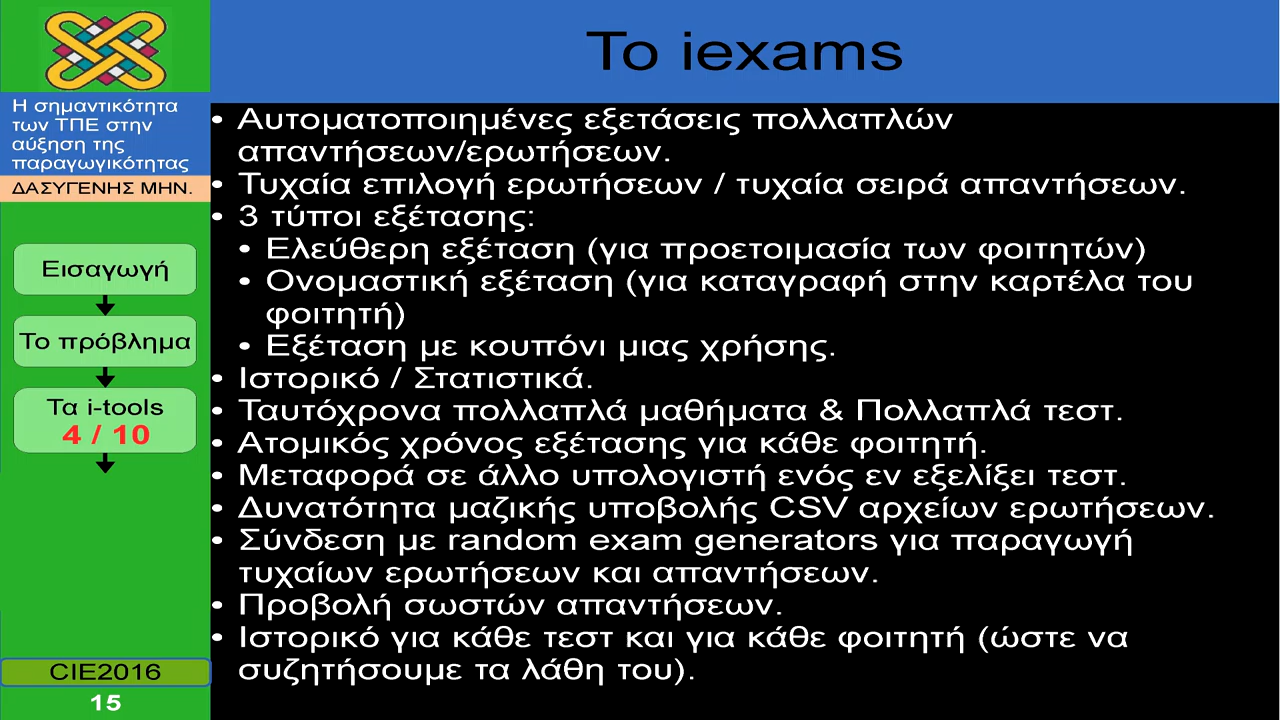 Το iexams
Η σημαντικότητα
των ΤΠΕ στην
αύξηση της
παραγωγικότητας
ΔΑΣΥΓΕΝΗΣ ΜΗΝ.
Εισαγωγή
Το πρόβλημα
Τα i-tools
4 / 10
CIE2016
15
• Αυτοματοποιημένες εξετάσεις πολλαπλών
απαντήσεων/ερωτήσεων.
• Τυχαία επιλογή ερωτήσεων / τυχαία σειρά απαντήσεων.
• 3 τύποι εξέτασης:
• Ελεύθερη εξέταση (για προετοιμασία των φοιτητών)
• Ονομαστική εξέταση (για καταγραφή στην καρτέλα του
φοιτητή)
• Εξέταση με κουπόνι μιας χρήσης.
• Ιστορικό / Στατιστικά.
• Ταυτόχρονα πολλαπλά μαθήματα & Πολλαπλά τεστ.
• Ατομικός χρόνος εξέτασης για κάθε φοιτητή.
• Μεταφορά σε άλλο υπολογιστή ενός εν εξελίξει τεστ.
• Δυνατότητα μαζικής υποβολής CSV αρχείων ερωτήσεων.
• Σύνδεση με random exam generators για παραγωγή
τυχαίων ερωτήσεων και απαντήσεων.
• Προβολή σωστών απαντήσεων.
• Ιστορικό για κάθε τεστ και για κάθε φοιτητή (ώστε να
συζητήσουμε τα λάθη του).